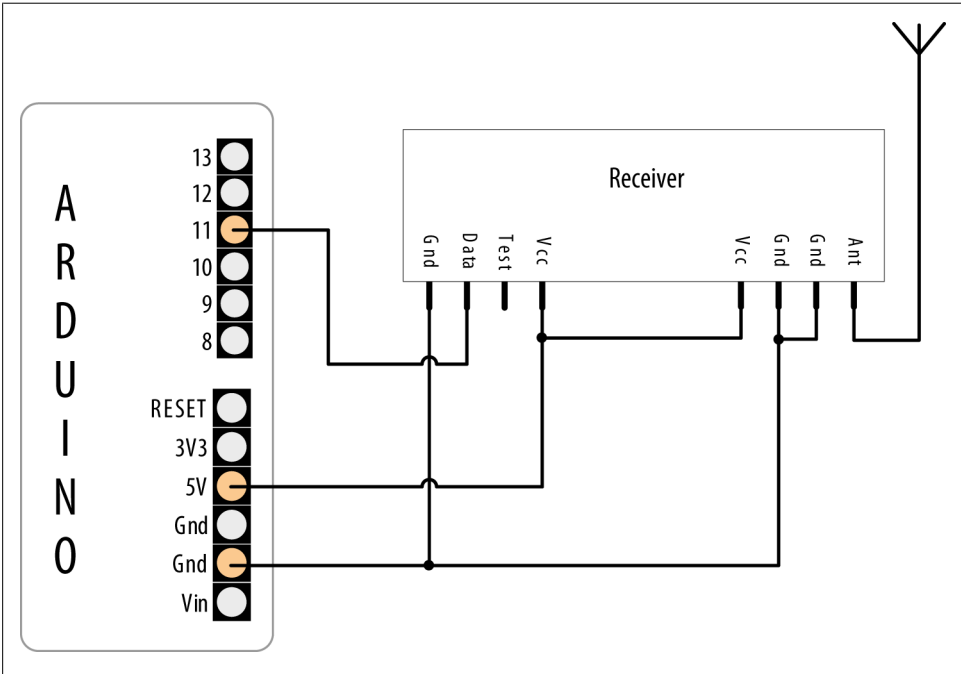 ARDUINO
13
12
11
10
9
8
RESET
3V3
5V
Gnd
Gnd
Vin
Receiver
Gnd
Data
Test
Vcc
Vcc
Gnd
Gnd
Ant